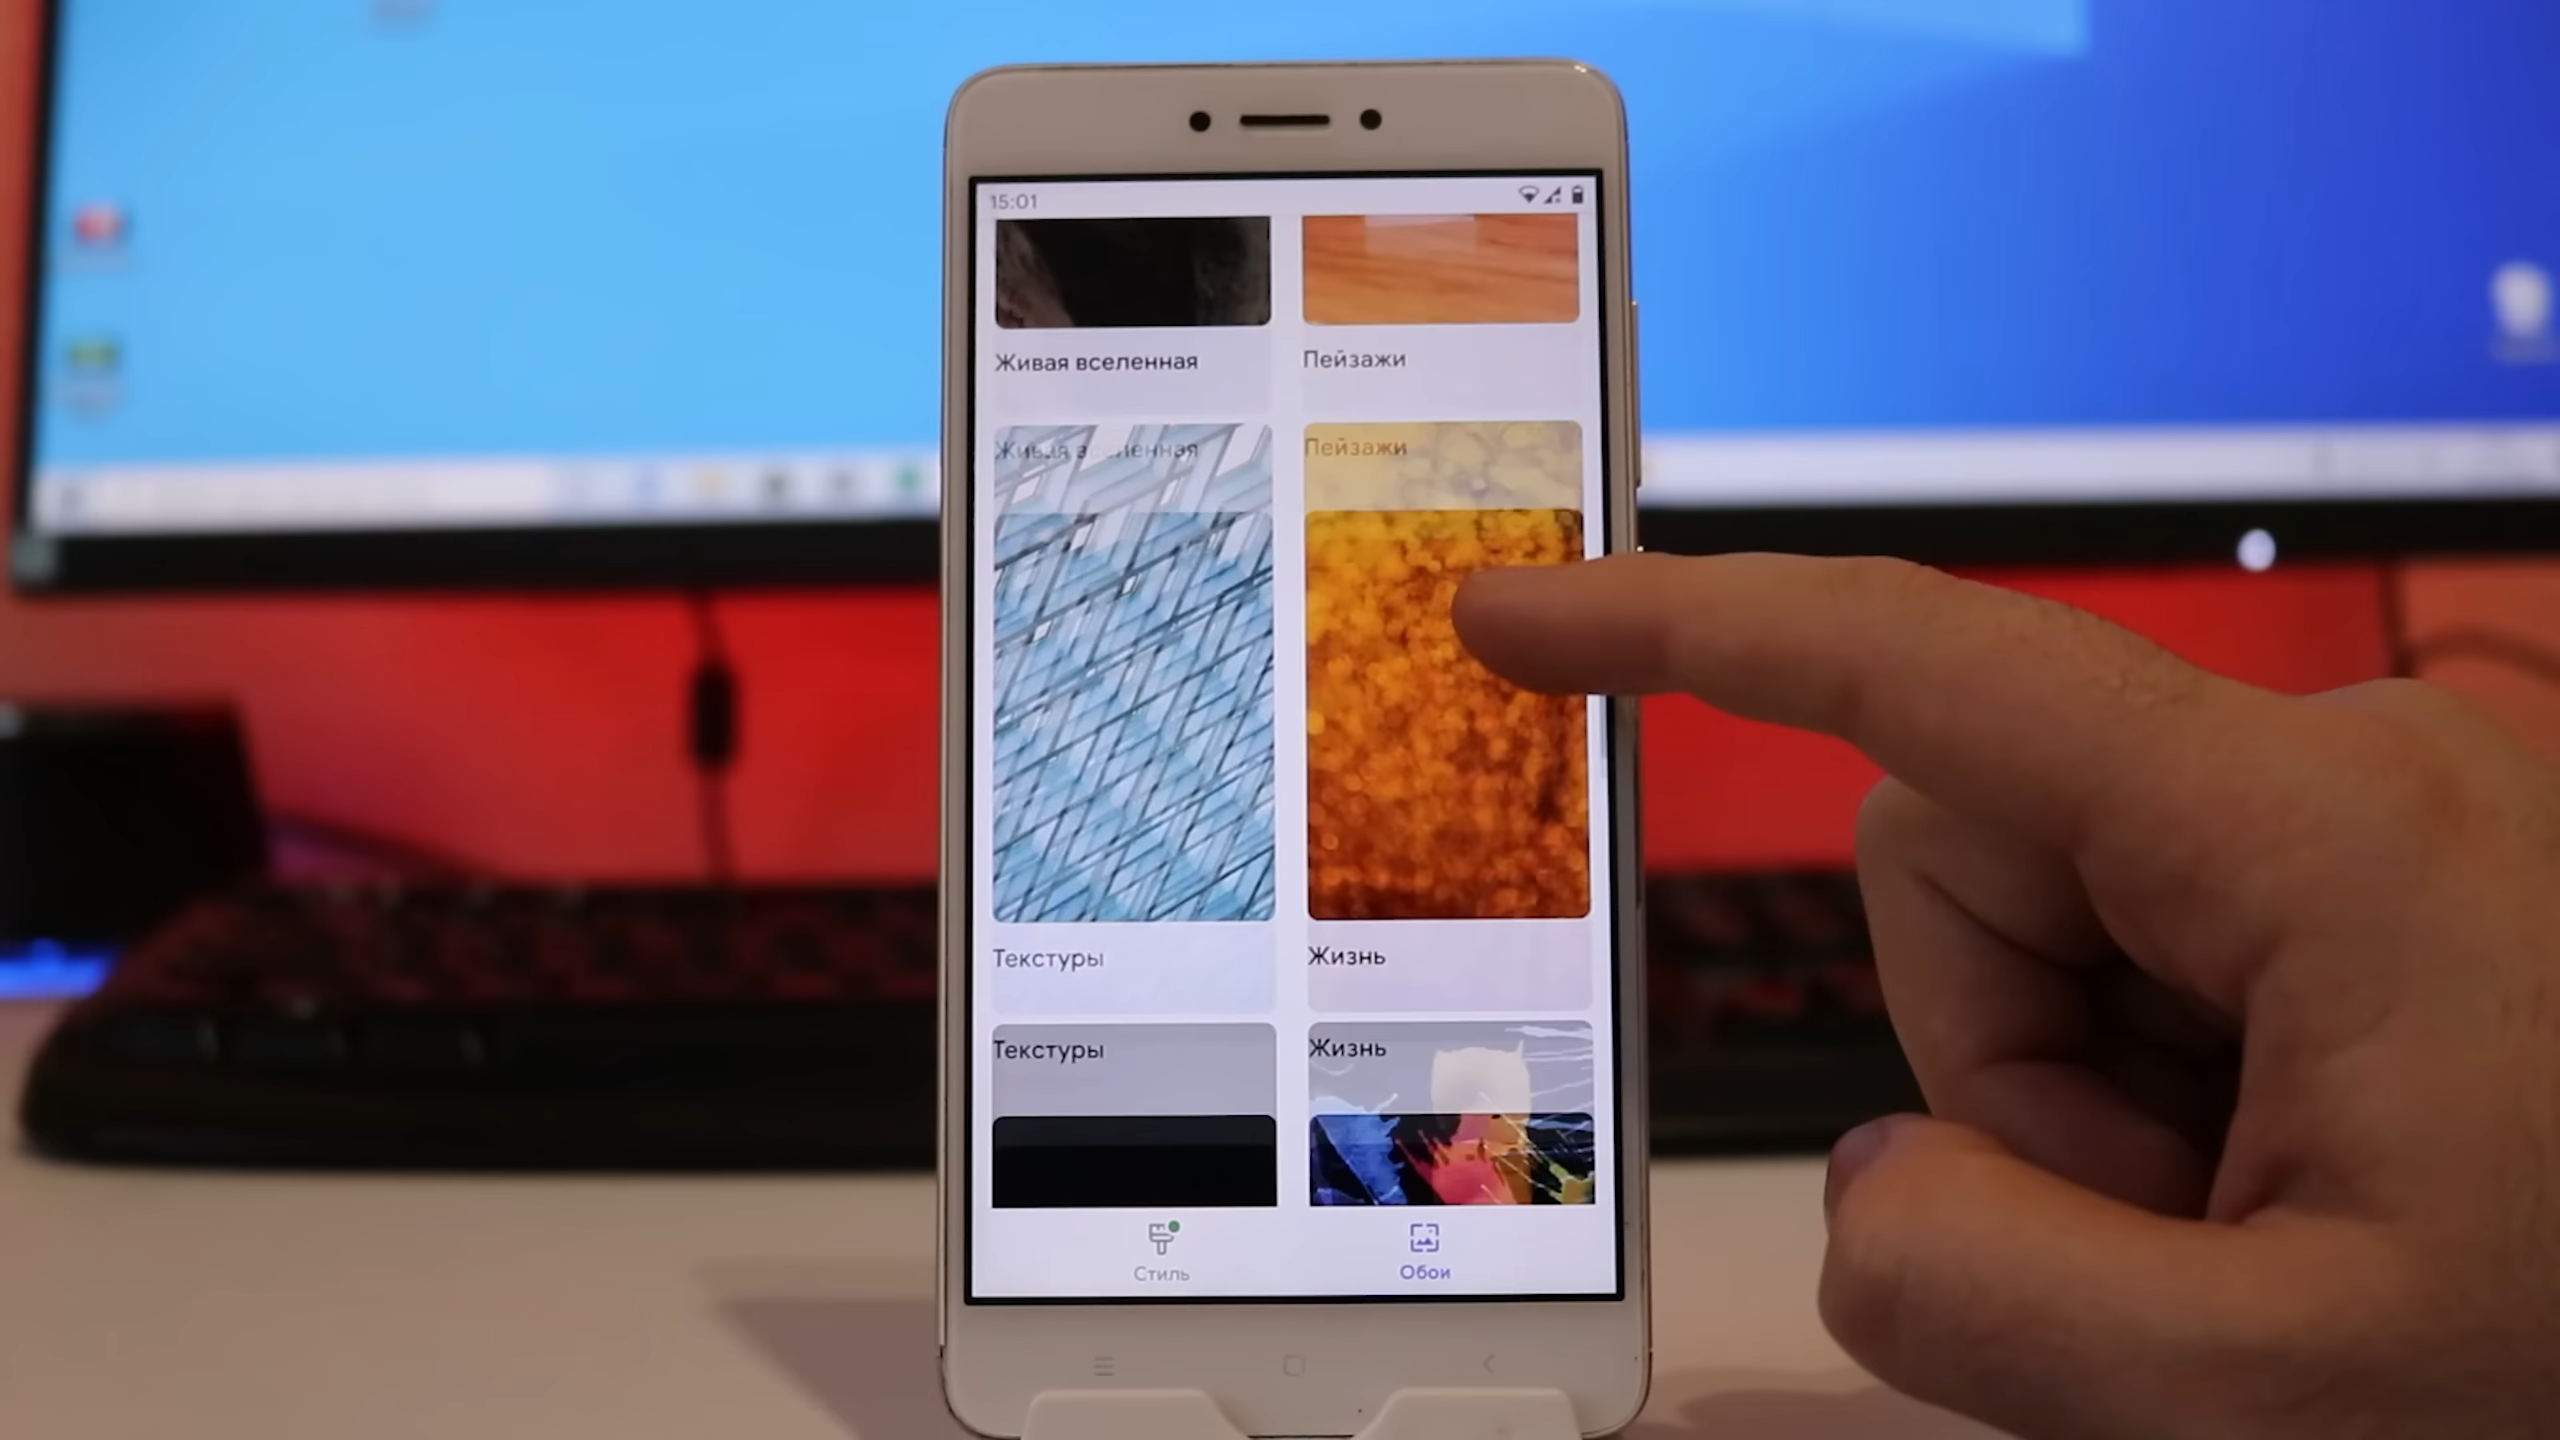 15:01
Живая вселенная
Пейзажи
Живая вселенная
Пейзажи
Текстуры
Жизнь
Текстуры
Жизнь
Стиль
Обои